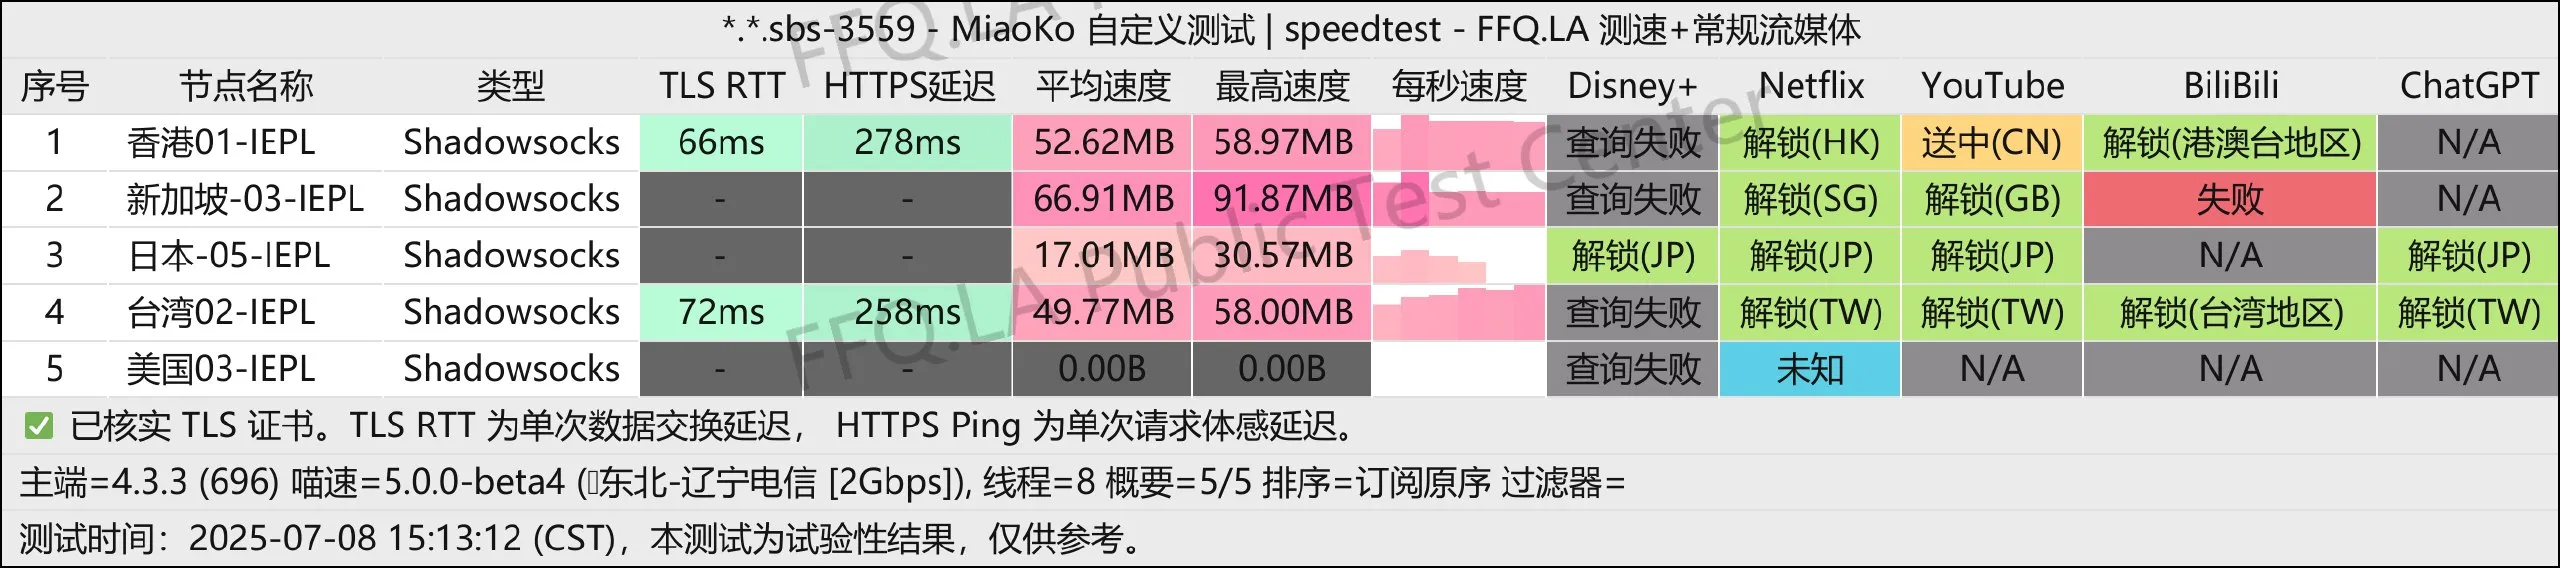 *.*.sbs-3559 - MiaoKo 自定义测试 | speedtest - FFQ.LA 测速+常规流媒体
序号 节点名称 类型 TLS RTT HTTPS延迟 平均速度 最高速度 每秒速度 Disney+ Netflix YouTube BiliBili ChatGPT
1 香港01-IEPL Shadowsocks 66ms 278ms 52.62MB 58.97MB 查询失败 解锁(HK) 送中(CN) 解锁(港澳台地区) N/A
2 新加坡-03-IEPL Shadowsocks - - 66.91MB 91.87MB 查询失败 解锁(SG) 解锁(GB) 失败 N/A
3 日本-05-IEPL Shadowsocks - - 17.01MB 30.57MB 解锁(JP) 解锁(JP) 解锁(JP) N/A 解锁(JP)
4 台湾02-IEPL Shadowsocks 72ms 258ms 49.77MB 58.00MB 查询失败 解锁(TW) 解锁(TW) 解锁(台湾地区) 解锁(TW)
5 美国03-IEPL Shadowsocks - - 0.00B 0.00B 查询失败 未知 N/A N/A N/A
✅ 已核实 TLS 证书。TLS RTT 为单次数据交换延迟， HTTPS Ping 为单次请求体感延迟。
主端=4.3.3 (696) 喵速=5.0.0-beta4 (东北-辽宁电信 [2Gbps]), 线程=8 概要=5/5 排序=订阅原序 过滤器=
测试时间：2025-07-08 15:13:12 (CST)，本测试为试验性结果，仅供参考。
FFQ.LA Public Test Center